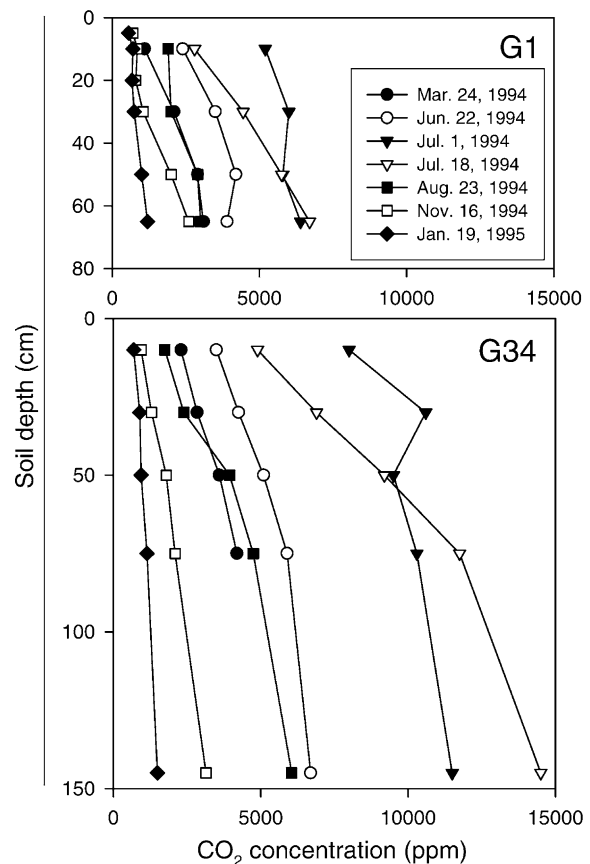 0
20
40
60
80
G1
Mar. 24, 1994
Jun. 22, 1994
Jul. 1, 1994
Jul. 18, 1994
Aug. 23, 1994
Nov. 16, 1994
Jan. 19, 1995
0 5000 10000 15000
Soil depth (cm)
0
50
100
150
G34
0 5000 10000 15000
CO₂ concentration (ppm)